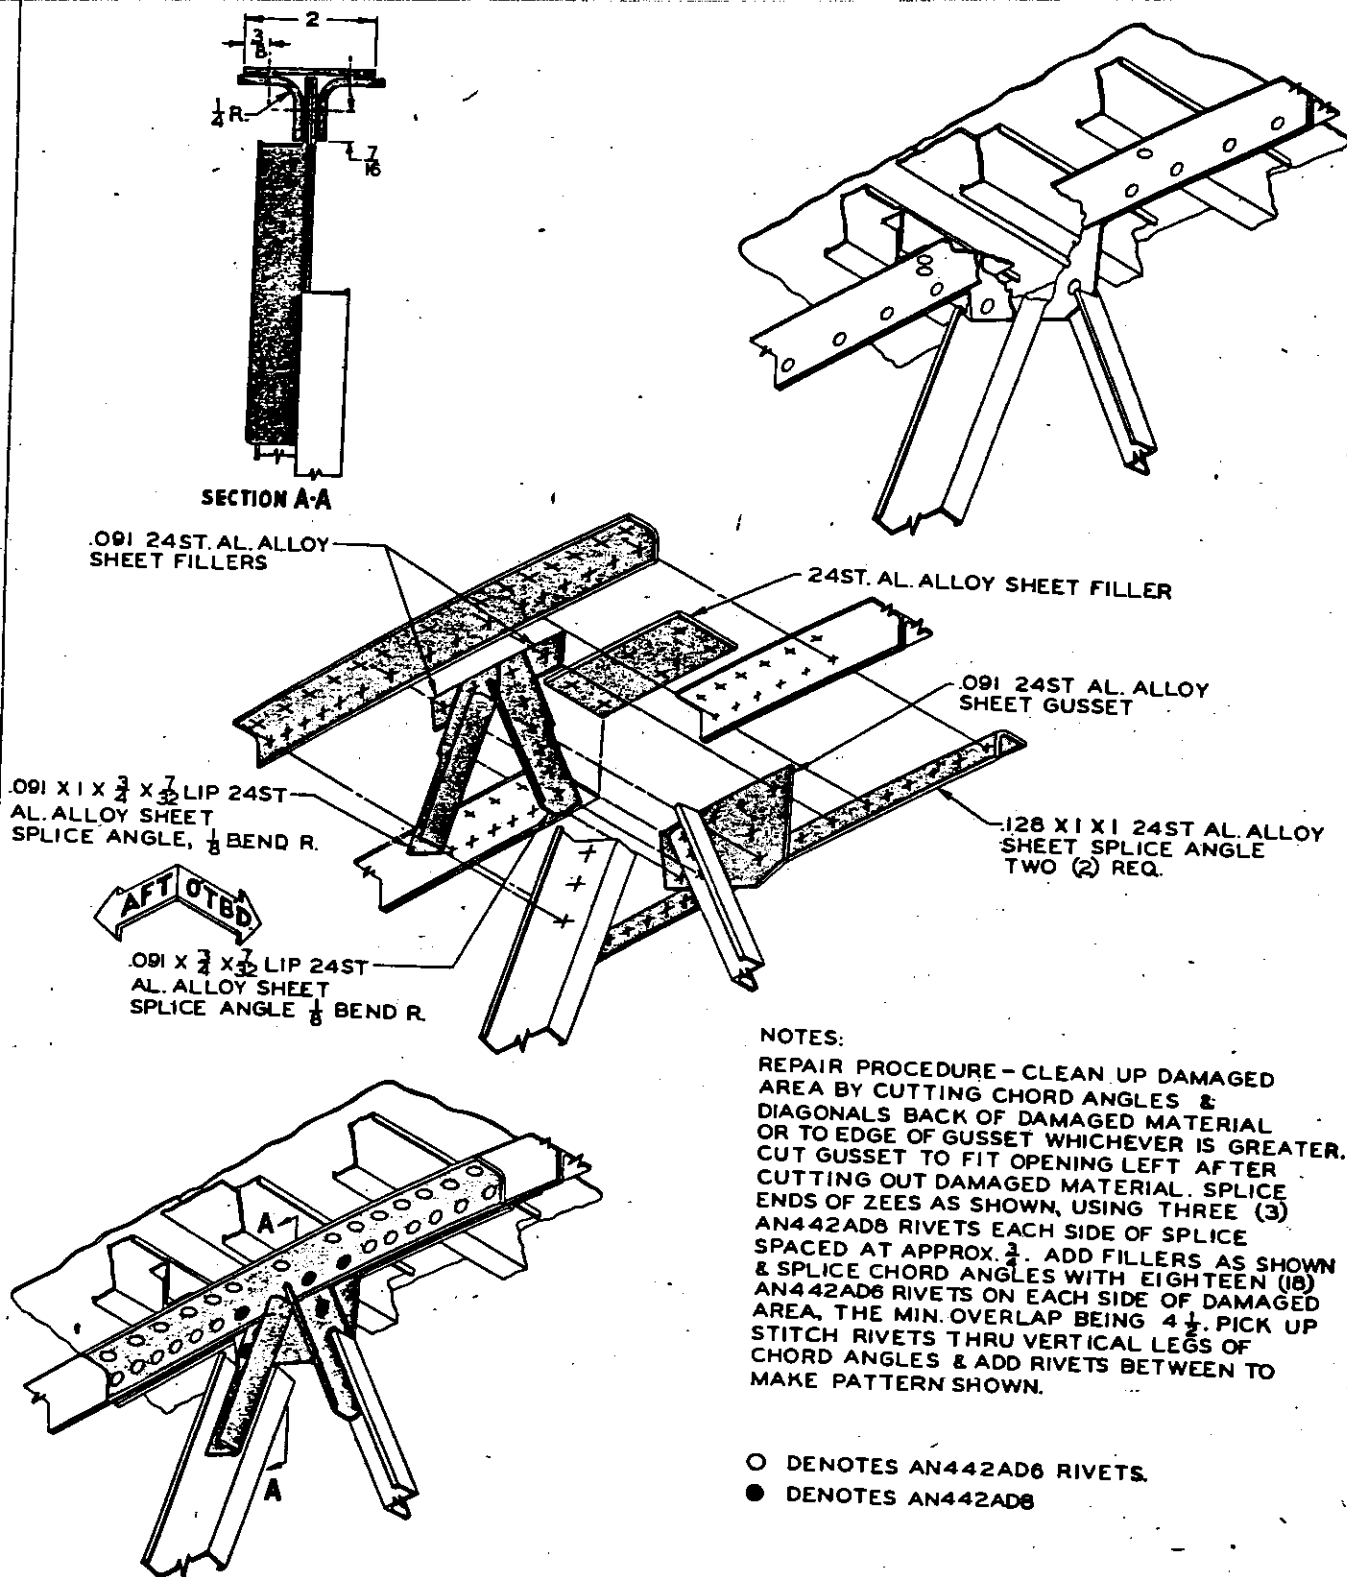 2
3/8
1/4 R.
7/16
SECTION A-A
.091 24ST. AL. ALLOY
SHEET FILLERS
24ST. AL. ALLOY SHEET FILLER
.091 24ST AL. ALLOY
SHEET GUSSET
.091 X 1 X 3/4 X 7/32 LIP 24ST
AL. ALLOY SHEET
SPLICE ANGLE, 1/8 BEND R.
.128 X 1 X 1 24ST AL. ALLOY
SHEET SPLICE ANGLE
TWO (2) REQ.
AFT OTBD.
.091 X 3/4 X 7/32 LIP 24ST
AL. ALLOY SHEET
SPLICE ANGLE 1/8 BEND R.
NOTES:
REPAIR PROCEDURE - CLEAN UP DAMAGED
AREA BY CUTTING CHORD ANGLES &
DIAGONALS BACK OF DAMAGED MATERIAL
OR TO EDGE OF GUSSET WHICHEVER IS GREATER.
CUT GUSSET TO FIT OPENING LEFT AFTER
CUTTING OUT DAMAGED MATERIAL. SPLICE
ENDS OF ZEES AS SHOWN, USING THREE (3)
AN442AD8 RIVETS EACH SIDE OF SPLICE
SPACED AT APPROX. 3/4. ADD FILLERS AS SHOWN
& SPLICE CHORD ANGLES WITH EIGHTEEN (18)
AN442AD6 RIVETS ON EACH SIDE OF DAMAGED
AREA, THE MIN. OVERLAP BEING 4 1/2. PICK UP
STITCH RIVETS THRU VERTICAL LEGS OF
CHORD ANGLES & ADD RIVETS BETWEEN TO
MAKE PATTERN SHOWN.
A
A
O DENOTES AN442AD6 RIVETS.
● DENOTES AN442AD8